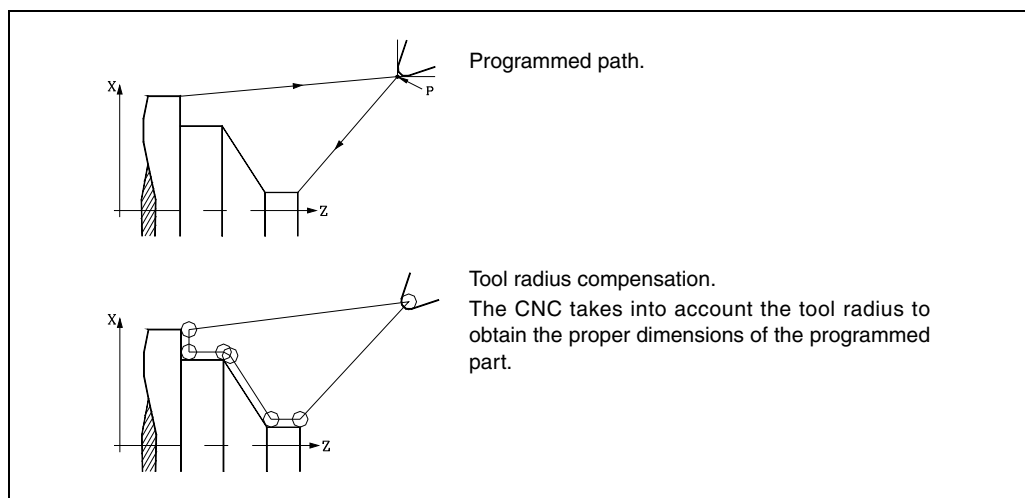 Programmed path.
X
P
Z
Tool radius compensation.
The CNC takes into account the tool radius to
obtain the proper dimensions of the programmed
part.
X
Z